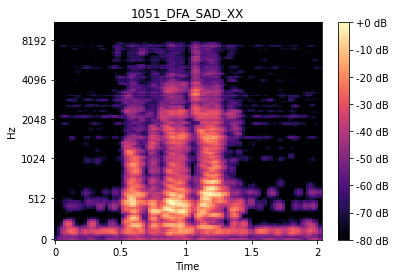 1051_DFA_SAD_XX
+0 dB
8192
-10 dB
4096
-20 dB
-30 dB
2048
Hz
-40 dB
1024
-50 dB
512
-60 dB
-70 dB
0
-80 dB
0
0.5
1
1.5
2
Time